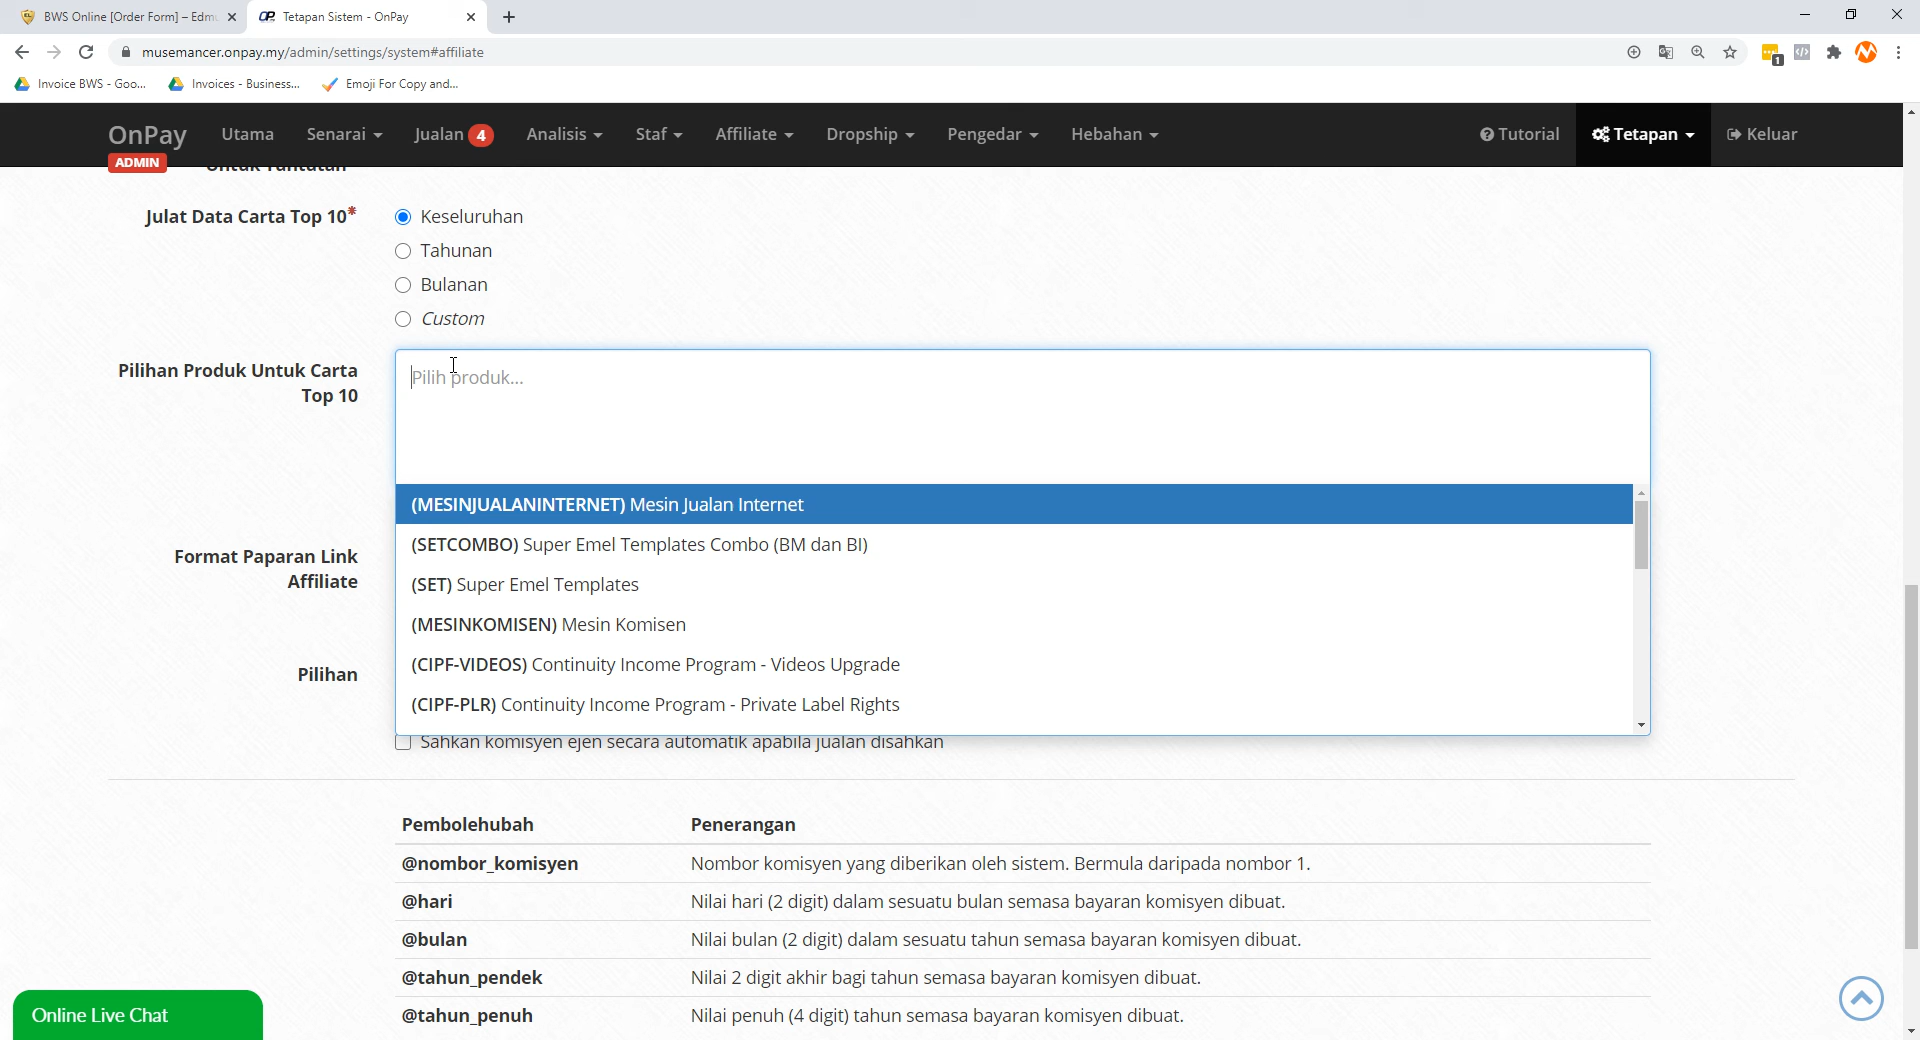 BWS Online [Order Form] – Edmu
Tetapan Sistem - OnPay
musemancer.onpay.my/admin/settings/system#affiliate
1
Invoice BWS - Goo...
Invoices - Business...
Emoji For Copy and...
OnPay
ADMIN
Utama
Senarai
Jualan 4
Analisis
Staf
Affiliate
Dropship
Pengedar
Hebahan
Tutorial
Tetapan
Keluar
Untuk Tuntutan
Julat Data Carta Top 10*
Keseluruhan
Tahunan
Bulanan
Custom
Pilihan Produk Untuk Carta
Top 10
Pilih produk...
(MESINJUALANINTERNET) Mesin Jualan Internet
(SETCOMBO) Super Emel Templates Combo (BM dan BI)
(SET) Super Emel Templates
(MESINKOMISEN) Mesin Komisen
(CIPF-VIDEOS) Continuity Income Program - Videos Upgrade
(CIPF-PLR) Continuity Income Program - Private Label Rights
Format Paparan Link
Affiliate
Pilihan
Sahkan komisyen ejen secara automatik apabila jualan disahkan
Pembolehubah Penerangan
@nombor_komisyen Nombor komisyen yang diberikan oleh sistem. Bermula daripada nombor 1.
@hari Nilai hari (2 digit) dalam sesuatu bulan semasa bayaran komisyen dibuat.
@bulan Nilai bulan (2 digit) dalam sesuatu tahun semasa bayaran komisyen dibuat.
@tahun_pendek Nilai 2 digit akhir bagi tahun semasa bayaran komisyen dibuat.
@tahun_penuh Nilai penuh (4 digit) tahun semasa bayaran komisyen dibuat.
Online Live Chat